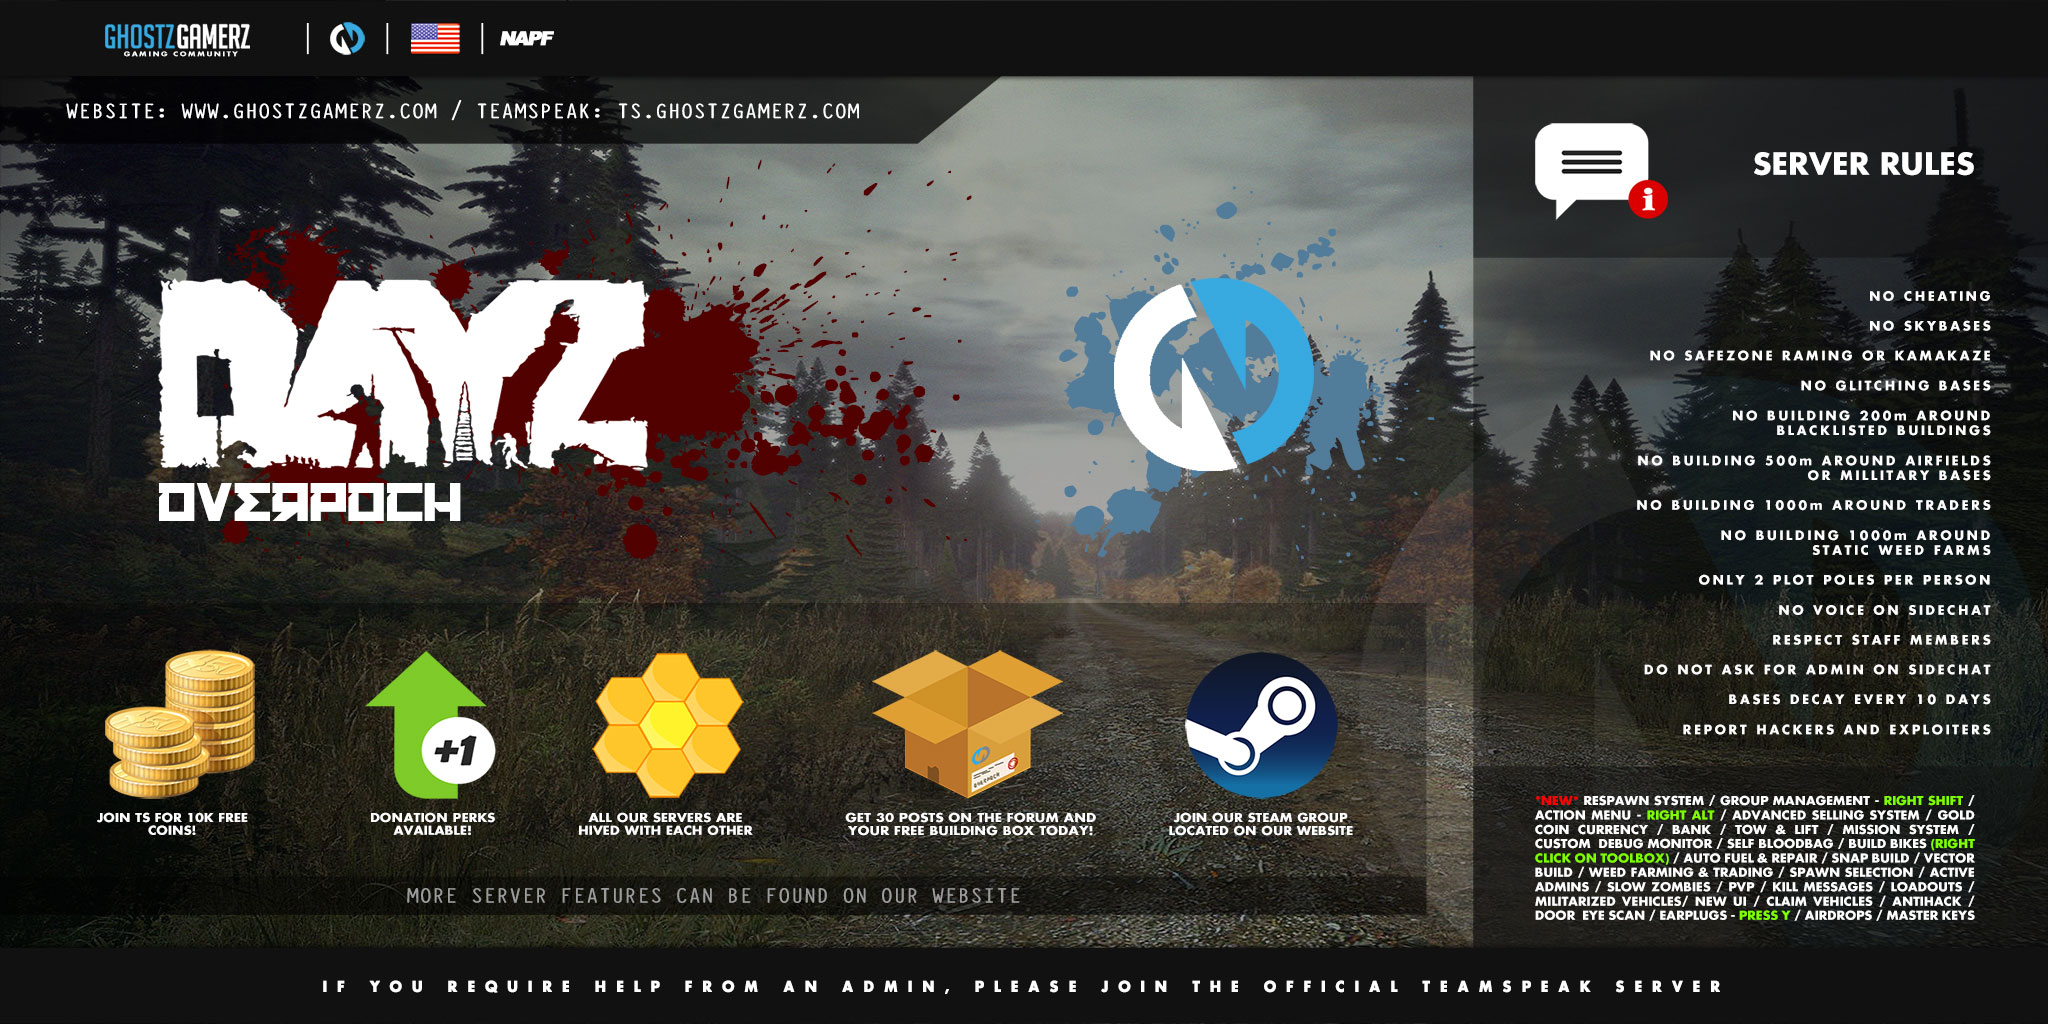 GHOSTZGAMERZ
GAMING COMMUNITY
NAPF
WEBSITE: WWW.GHOSTZGAMERZ.COM / TEAMSPEAK: TS.GHOSTZGAMERZ.COM
DAYZ
OVERPOCH
JOIN TS FOR 10K FREE
COINS!
+1
DONATION PERKS
AVAILABLE!
ALL OUR SERVERS ARE
HIVED WITH EACH OTHER
GET 30 POSTS ON THE FORUM AND
YOUR FREE BUILDING BOX TODAY!
JOIN OUR STEAM GROUP
LOCATED ON OUR WEBSITE
MORE SERVER FEATURES CAN BE FOUND ON OUR WEBSITE
i
SERVER RULES
NO CHEATING
NO SKYBASES
NO SAFEZONE RAMING OR KAMAKAZE
NO GLITCHING BASES
NO BUILDING 200m AROUND
BLACKLISTED BUILDINGS
NO BUILDING 500m AROUND AIRFIELDS
OR MILLITARY BASES
NO BUILDING 1000m AROUND TRADERS
NO BUILDING 1000m AROUND
STATIC WEED FARMS
ONLY 2 PLOT POLES PER PERSON
NO VOICE ON SIDECHAT
RESPECT STAFF MEMBERS
DO NOT ASK FOR ADMIN ON SIDECHAT
BASES DECAY EVERY 10 DAYS
REPORT HACKERS AND EXPLOITERS
*NEW* RESPAWN SYSTEM / GROUP MANAGEMENT - RIGHT SHIFT /
ACTION MENU - RIGHT ALT / ADVANCED SELLING SYSTEM / GOLD
COIN CURRENCY / BANK / TOW & LIFT / MISSION SYSTEM /
CUSTOM DEBUG MONITOR / SELF BLOODBAG / BUILD BIKES (RIGHT
CLICK ON TOOLBOX) / AUTO FUEL & REPAIR / SNAP BUILD / VECTOR
BUILD / WEED FARMING & TRADING / SPAWN SELECTION / ACTIVE
ADMINS / SLOW ZOMBIES / PVP / KILL MESSAGES / LOADOUTS /
MILITARIZED VEHICLES/ NEW UI / CLAIM VEHICLES / ANTIHACK /
DOOR EYE SCAN / EARPLUGS - PRESS Y / AIRDROPS / MASTER KEYS
IF YOU REQUIRE HELP FROM AN ADMIN, PLEASE JOIN THE OFFICIAL TEAMSPEAK SERVER